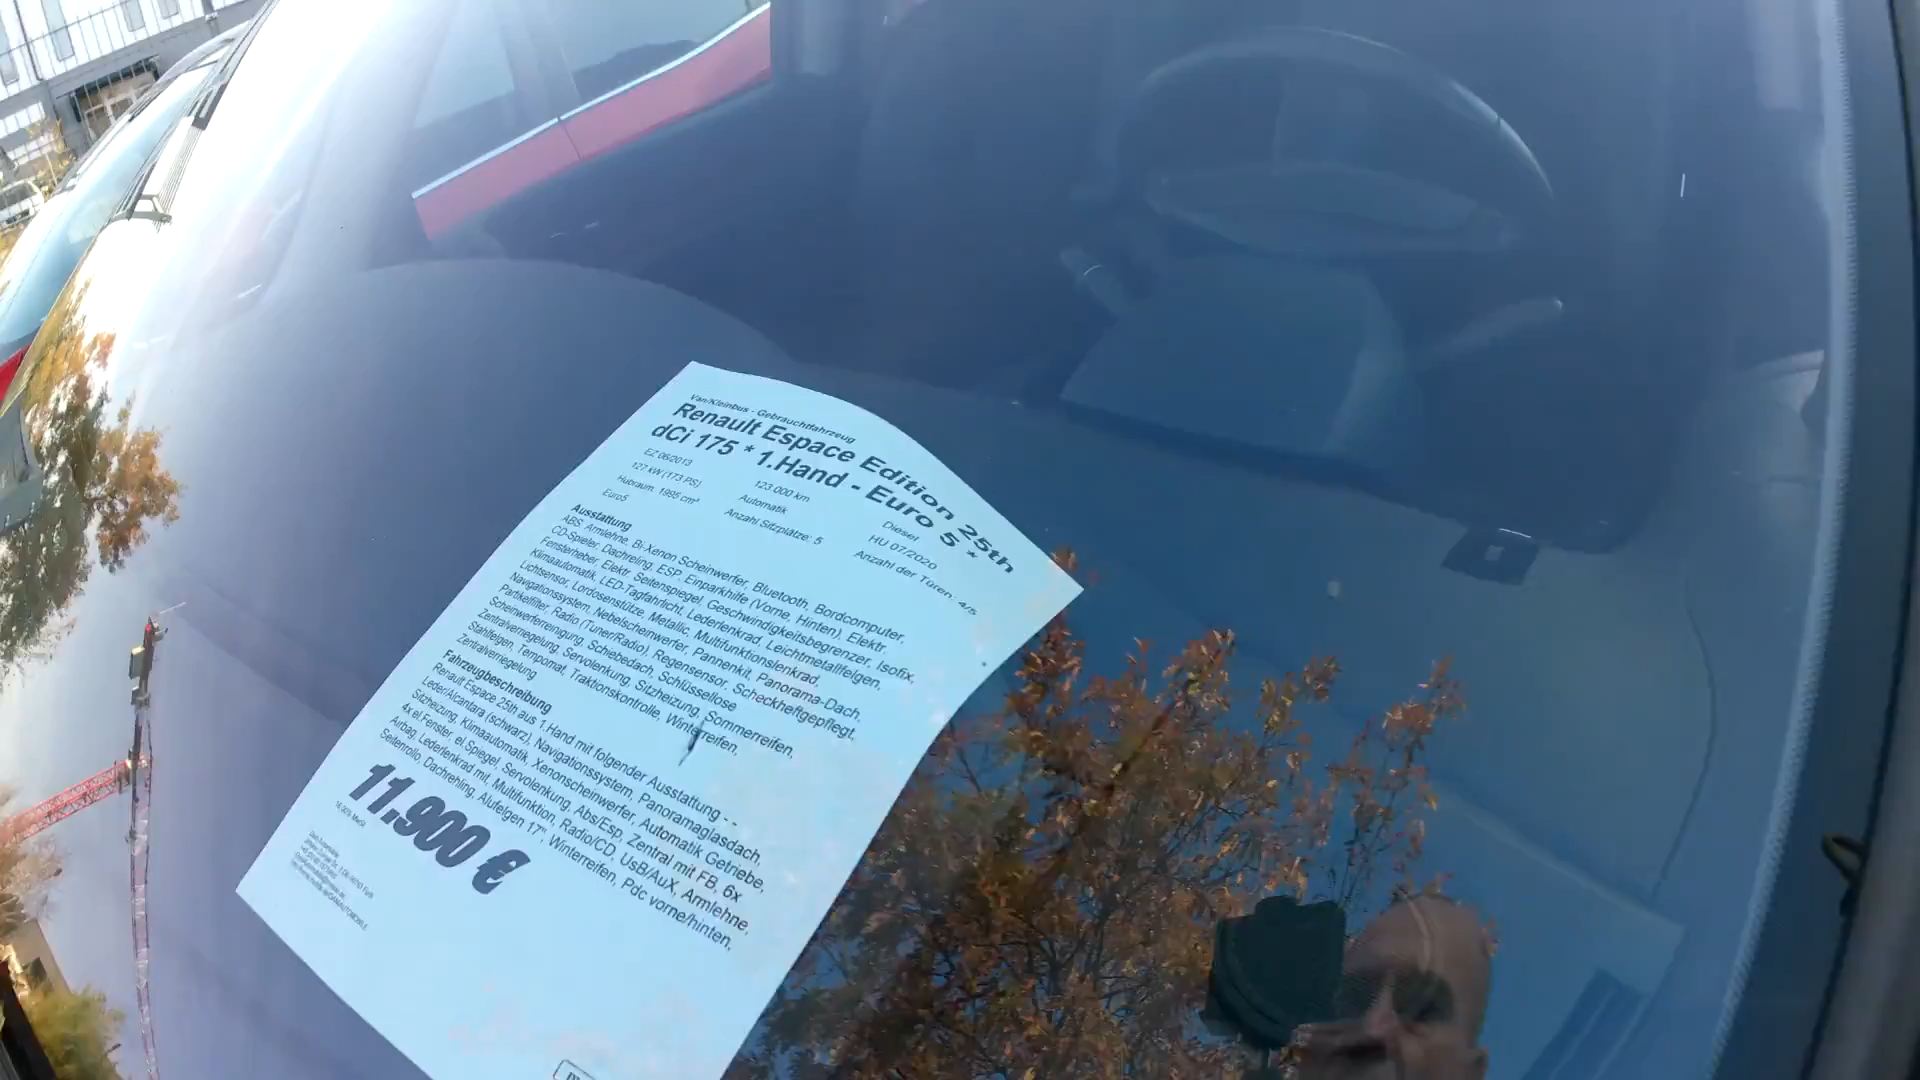 Van/Kleinbus - Gebrauchtfahrzeug
Renault Espace Edition 25th
dCi 175 * 1.Hand - Euro 5 *
EZ 06/2013
123 000 km
Diesel
127 kW (173 PS)
Automatik
HU 07/2020
Hubraum: 1995 cm³
Anzahl Sitzplätze: 5
Anzahl der Türen: 4/5
Euro5
Ausstattung
ABS, Armlehne, Bi-Xenon Scheinwerfer, Bluetooth, Bordcomputer,
CD-Spieler, Dachreling, ESP, Einparkhilfe (Vorne, Hinten), Elektr.
Fensterheber, Elektr. Seitenspiegel, Geschwindigkeitsbegrenzer, Isofix,
Klimaautomatik, LED-Tagfahrlicht, Lederlenkrad, Leichtmetallfelgen,
Lichtsensor, Lordosenstütze, Metallic, Multifunktionslenkrad,
Navigationssystem, Nebelscheinwerfer, Pannenkit, Panorama-Dach,
Partikelfilter, Radio (Tuner/Radio), Regensensor, Scheckheftgepflegt,
Scheinwerferreinigung, Schiebedach, Schlüssellose
Zentralverriegelung, Servolenkung, Sitzheizung, Sommerreifen,
Stahlfelgen, Tempomat, Traktionskontrolle, Winterreifen,
Zentralverriegelung
Fahrzeugbeschreibung
Renault Espace 25th aus 1.Hand mit folgender Ausstattung - -
Leder/Alcantara (schwarz), Navigationssystem, Panoramaglasdach,
Sitzheizung, Klimaautomatik, Xenonscheinwerfer, Automatik Getriebe,
4x el.Fenster, el.Spiegel, Servolenkung, Abs/Esp, Zentral mit FB, 6x
Airbag, Lederlenkrad mit, Multifunktion, Radio/CD, UsB/AuX, Armlehne,
Seitenrollo, Dachrehling, Alufelgen 17", Winterreifen, Pdc vorne/hinten,
11.900 €